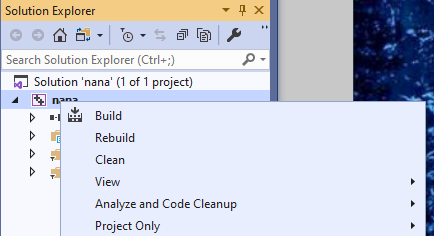 Solution Explorer
Search Solution Explorer (Ctrl+;)
Solution 'nana' (1 of 1 project)
nana
Build
Rebuild
Clean
View
Analyze and Code Cleanup
Project Only